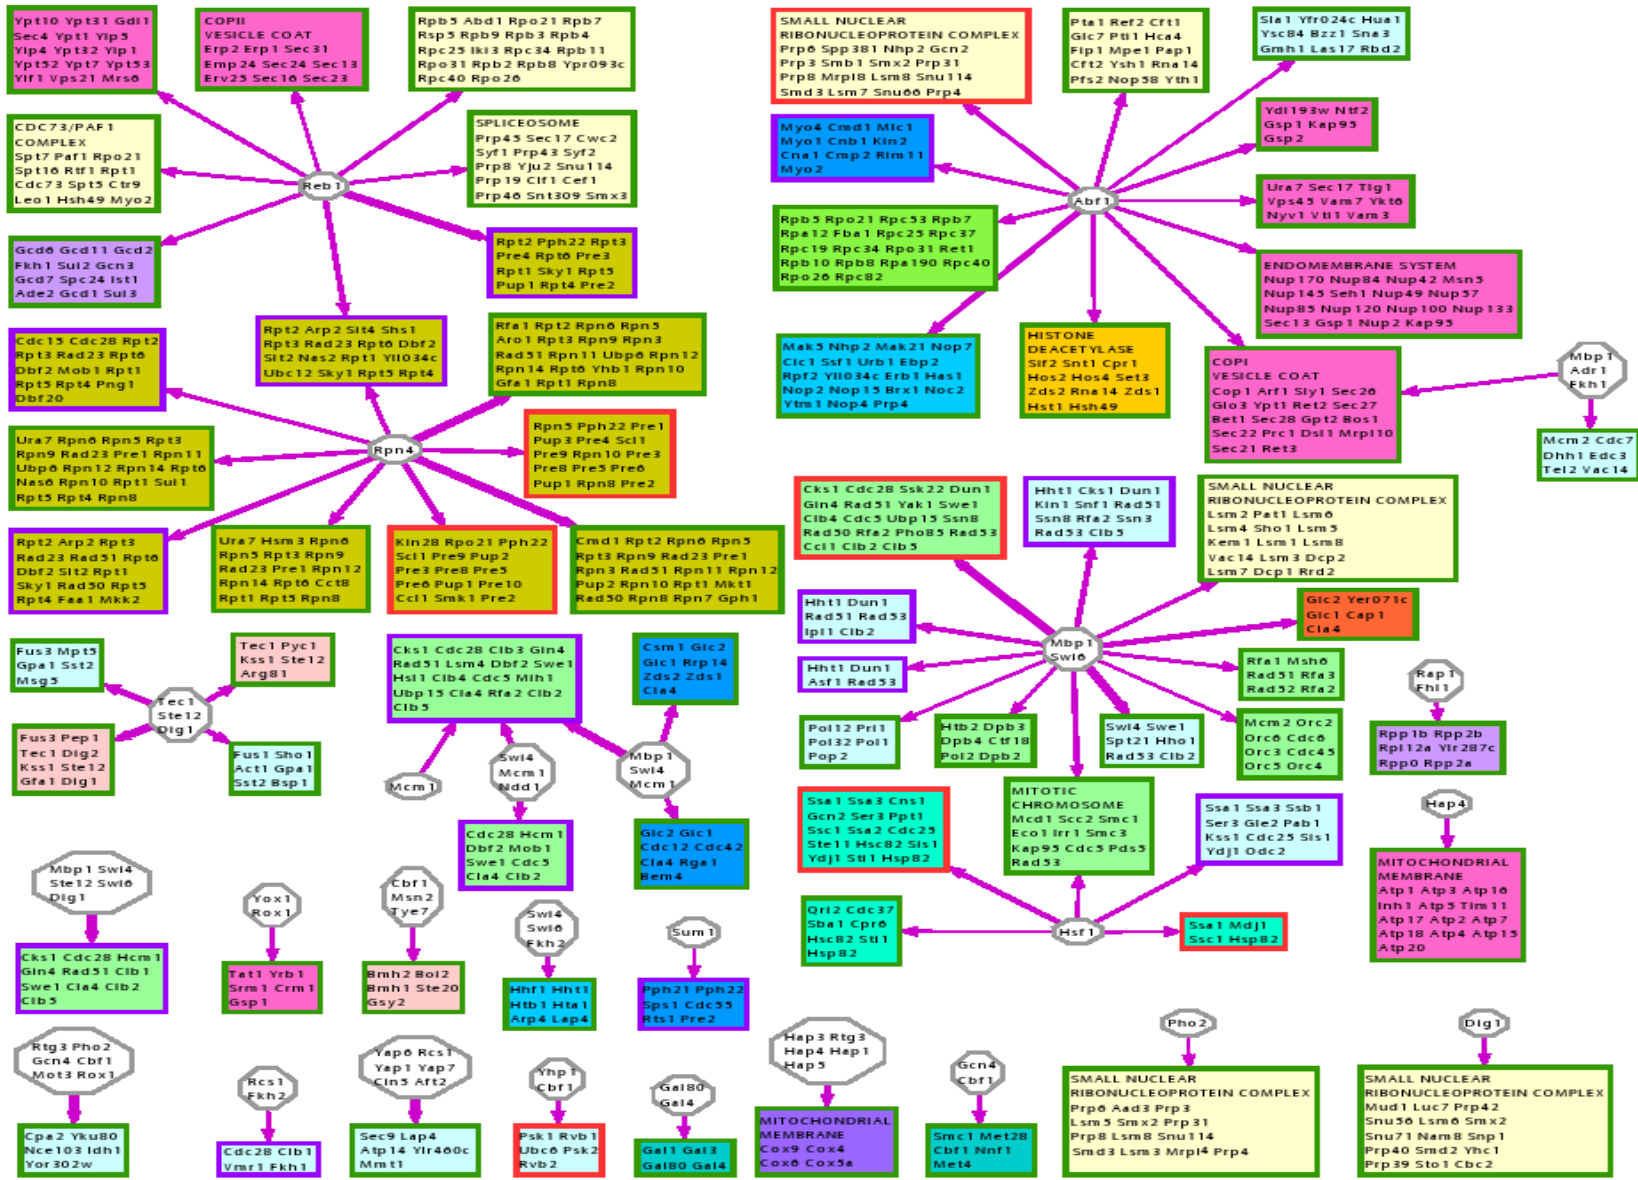 Ypt10 Ypt31 Gdi1
Sec4 Ypt1 Yip5
Yip4 Ypt32 Yip1
Ypt52 Ypt7 Ypt53
Yif1 Vps21 Mrs6
COPII
VESICLE COAT
Erp2 Erp1 Sec31
Emp24 Sec24 Sec13
Erv25 Sec16 Sec23
Rpb5 Abd1 Rpo21 Rpb7
Rsp5 Rpb9 Rpb3 Rpb4
Rpc25 Iki3 Rpc34 Rpb11
Rpo31 Rpb2 Rpb8 Ypr093c
Rpc40 Rpo26
CDC73/PAF1
COMPLEX
Spt7 Paf1 Rpo21
Spt16 Rtf1 Rpt1
Cdc73 Spt5 Ctr9
Leo1 Hsh49 Myo2
SPLICEOSOME
Prp45 Sec17 Cwc2
Syf1 Prp43 Syf2
Prp8 Yju2 Snu114
Prp19 Clf1 Cef1
Prp46 Snt309 Smx3
Reb1
Gcd6 Gcd11 Gcd2
Fkh1 Sui2 Gcn3
Gcd7 Spc24 Ist1
Ade2 Gcd1 Sui3
Rpt2 Pph22 Rpt3
Pre4 Rpt6 Pre3
Rpt1 Sky1 Rpt5
Pup1 Rpt4 Pre2
Cdc15 Cdc28 Rpt2
Rpt3 Rad23 Rpt6
Dbf2 Mob1 Rpt1
Rpt5 Rpt4 Png1
Dbf20
Rpt2 Arp2 Slt4 Shs1
Rpt3 Rad23 Rpt6 Dbf2
Slt2 Nas2 Rpt1 Yll034c
Ubc12 Sky1 Rpt5 Rpt4
Rfa1 Rpt2 Rpn6 Rpn5
Aro1 Rpt3 Rpn9 Rpn3
Rad51 Rpn11 Ubp6 Rpn12
Rpn14 Rpt6 Yhb1 Rpn10
Gfa1 Rpt1 Rpn8
Ura7 Rpn6 Rpn5 Rpt3
Rpn9 Rad23 Pre1 Rpn11
Ubp6 Rpn12 Rpn14 Rpt6
Nas6 Rpn10 Rpt1 Sul1
Rpt5 Rpt4 Rpn8
Rpn4
Rpn5 Pph22 Pre1
Pup3 Pre4 Scl1
Pre9 Rpn10 Pre3
Pre8 Pre5 Pre6
Pup1 Rpn8 Pre2
Rpt2 Arp2 Rpt3
Rad23 Rad51 Rpt6
Dbf2 Slt2 Rpt1
Sky1 Rad50 Rpt5
Rpt4 Faa1 Mkk2
Ura7 Hsm3 Rpn6
Rpn5 Rpt3 Rpn9
Rad23 Pre1 Rpn12
Rpn14 Rpt6 Cct8
Rpt1 Rpt5 Rpn8
Kin28 Rpo21 Pph22
Scl1 Pre9 Pup2
Pre3 Pre8 Pre5
Pre6 Pup1 Pre10
Ccl1 Smk1 Pre2
Cmd1 Rpt2 Rpn6 Rpn5
Rpt3 Rpn9 Rad23 Pre1
Rpn3 Rad51 Rpn11 Rpn12
Pup2 Rpn10 Rpt1 Mkt1
Rad50 Rpn8 Rpn7 Gph1
SMALL NUCLEAR
RIBONUCLEOPROTEIN COMPLEX
Prp6 Spp381 Nhp2 Gcn2
Prp3 Smb1 Smx2 Prp31
Prp8 Mrpl8 Lsm8 Snu114
Smd3 Lsm7 Snu66 Prp4
Pta1 Ref2 Cft1
Glc7 Pti1 Hca4
Fip1 Mpe1 Pap1
Cft2 Ysh1 Rna14
Pfs2 Nop58 Yth1
Sla1 Yfr024c Hua1
Ysc84 Bzz1 Sna3
Gmh1 Las17 Rbd2
Myo4 Cmd1 Mlc1
Myo1 Cnb1 Kin2
Cna1 Cmp2 Rim11
Myo2
Ydl193w Ntf2
Gsp1 Kap95
Gsp2
Ura7 Sec17 Tlg1
Vps45 Vam7 Ykt6
Nyv1 Vti1 Vam3
Abf1
Rpb5 Rpo21 Rpc53 Rpb7
Rpa12 Fba1 Rpc25 Rpc37
Rpc19 Rpc34 Rpo31 Ret1
Rpb10 Rpb8 Rpa190 Rpc40
Rpo26 Rpc82
ENDOMEMBRANE SYSTEM
Nup170 Nup84 Nup42 Msn5
Nup145 Seh1 Nup49 Nup57
Nup85 Nup120 Nup100 Nup133
Sec13 Gsp1 Nup2 Kap95
Mak5 Nhp2 Mak21 Nop7
Cic1 Ssf1 Urb1 Ebp2
Rpf2 Yll034c Erb1 Has1
Nop2 Nop15 Brx1 Noc2
Ytm1 Nop4 Prp4
HISTONE
DEACETYLASE
Sif2 Snt1 Cpr1
Hos2 Hos4 Set3
Zds2 Rna14 Zds1
Hst1 Hsh49
COPI
VESICLE COAT
Cop1 Arf1 Sly1 Sec26
Glo3 Ypt1 Ret2 Sec27
Bet1 Sec28 Gpt2 Bos1
Sec22 Prc1 Dsl1 Mrpl10
Sec21 Ret3
Mbp1
Adr1
Fkh1
Mcm2 Cdc7
Dhh1 Edc3
Tel2 Vac14
Cks1 Cdc28 Ssk22 Dun1
Gin4 Rad51 Yak1 Swe1
Clb4 Cdc5 Ubp15 Ssn8
Rad50 Rfa2 Pho85 Rad53
Ccl1 Clb2 Clb5
Hht1 Cks1 Dun1
Kin1 Snf1 Rad51
Ssn8 Rfa2 Ssn3
Rad53 Clb5
SMALL NUCLEAR
RIBONUCLEOPROTEIN COMPLEX
Lsm2 Pat1 Lsm6
Lsm4 Sho1 Lsm5
Kem1 Lsm1 Lsm8
Vac14 Lsm3 Dcp2
Lsm7 Dcp1 Rrd2
Hht1 Dun1
Rad51 Rad53
Ipl1 Clb2
Hht1 Dun1
Asf1 Rad53
Mbp1
Swi6
Gic2 Yer071c
Gic1 Cap1
Cla4
Rfa1 Msh6
Rad51 Rfa3
Rad52 Rfa2
Pol12 Pri1
Pol32 Pol1
Pop2
Htb2 Dpb3
Dpb4 Ctf18
Pol2 Dpb2
Swi4 Swe1
Spt21 Hho1
Rad53 Clb2
Mcm2 Orc2
Orc6 Cdc6
Orc3 Cdc45
Orc5 Orc4
Rap1
Fhl1
Rpp1b Rpp2b
Rpl12a Ylr287c
Rpp0 Rpp2a
Ssa1 Ssa3 Cns1
Gcn2 Ser3 Ppt1
Ssc1 Ssa2 Cdc25
Ste11 Hsc82 Sis1
Ydj1 Sti1 Hsp82
MITOTIC
CHROMOSOME
Mcd1 Scc2 Smc1
Eco1 Irr1 Smc3
Kap95 Cdc5 Pds5
Rad53
Ssa1 Ssa3 Ssb1
Ser3 Gle2 Pab1
Kss1 Cdc25 Sis1
Ydj1 Odc2
Qri2 Cdc37
Sba1 Cpr6
Hsc82 Sti1
Hsp82
Hsf1
Ssa1 Mdj1
Ssc1 Hsp82
Hap4
MITOCHONDRIAL
MEMBRANE
Atp1 Atp3 Atp16
Inh1 Atp5 Tim11
Atp17 Atp2 Atp7
Atp18 Atp4 Atp15
Atp20
Fus3 Mpt5
Gpa1 Sst2
Msg5
Tec1 Pyc1
Kss1 Ste12
Arg81
Tec1
Ste12
Dig1
Fus3 Pep1
Tec1 Dig2
Kss1 Ste12
Gfa1 Dig1
Fus1 Sho1
Act1 Gpa1
Sst2 Bsp1
Cks1 Cdc28 Clb3 Gin4
Rad51 Lsm4 Dbf2 Swe1
Hsl1 Clb4 Cdc5 Mih1
Ubp15 Cla4 Rfa2 Clb2
Clb5
Csm1 Gic2
Gic1 Rrp14
Zds2 Zds1
Cla4
Mcm1
Swi4
Mcm1
Ndd1
Mbp1
Swi4
Mcm1
Cdc28 Hcm1
Dbf2 Mob1
Swe1 Cdc5
Cla4 Clb2
Gic2 Gic1
Cdc12 Cdc42
Cla4 Rga1
Bem4
Mbp1 Swi4
Ste12 Swi6
Dig1
Cks1 Cdc28 Hcm1
Gin4 Rad51 Clb1
Swe1 Cla4 Clb2
Clb5
Yox1
Rox1
Tat1 Yrb1
Srm1 Crm1
Gsp1
Cbf1
Msn2
Tye7
Bmh2 Boi2
Bmh1 Ste20
Gsy2
Swi4
Swi6
Fkh2
Hhf1 Hht1
Htb1 Hta1
Arp4 Lap4
Sum1
Pph21 Pph22
Sps1 Cdc55
Rts1 Pre2
Rtg3 Pho2
Gcn4 Cbf1
Mot3 Rox1
Cpa2 Yku80
Nce103 Idh1
Yor302w
Rcs1
Fkh2
Cdc28 Clb1
Vmr1 Fkh1
Yap6 Rcs1
Yap1 Yap7
Cin5 Aft2
Sec9 Lap4
Atp14 Ylr460c
Mmt1
Yhp1
Cbf1
Psk1 Rvb1
Ubc6 Psk2
Rvb2
Gal80
Gal4
Gal1 Gal3
Gal80 Gal4
Hap3 Rtg3
Hap4 Hap1
Hap5
MITOCHONDRIAL
MEMBRANE
Cox9 Cox4
Cox6 Cox5a
Gcn4
Cbf1
Smc1 Met28
Cbf1 Nnf1
Met4
Pho2
SMALL NUCLEAR
RIBONUCLEOPROTEIN COMPLEX
Prp6 Aad3 Prp3
Lsm5 Smx2 Prp31
Prp8 Lsm8 Snu114
Smd3 Lsm3 Mrpl4 Prp4
Dig1
SMALL NUCLEAR
RIBONUCLEOPROTEIN COMPLEX
Mud1 Luc7 Prp42
Snu56 Lsm6 Smx2
Snu71 Nam8 Snp1
Prp40 Smd2 Yhc1
Prp39 Sto1 Cbc2